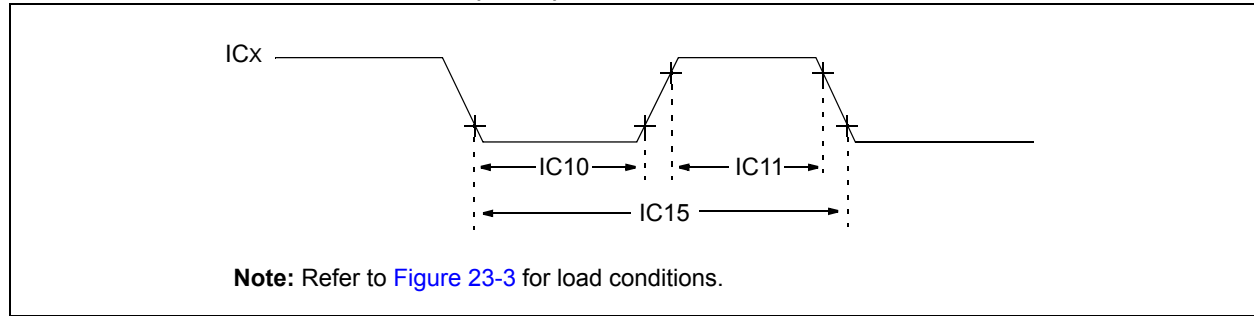 ICx
IC10
IC11
IC15
Note: Refer to Figure 23-3 for load conditions.